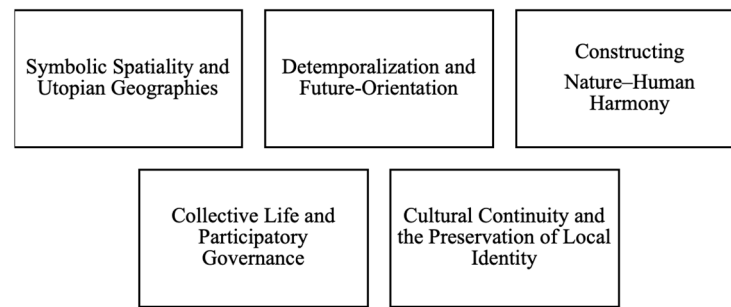 Symbolic Spatiality and
Utopian Geographies
Detemporalization and
Future-Orientation
Constructing
Nature–Human
Harmony
Collective Life and
Participatory
Governance
Cultural Continuity and
the Preservation of Local
Identity